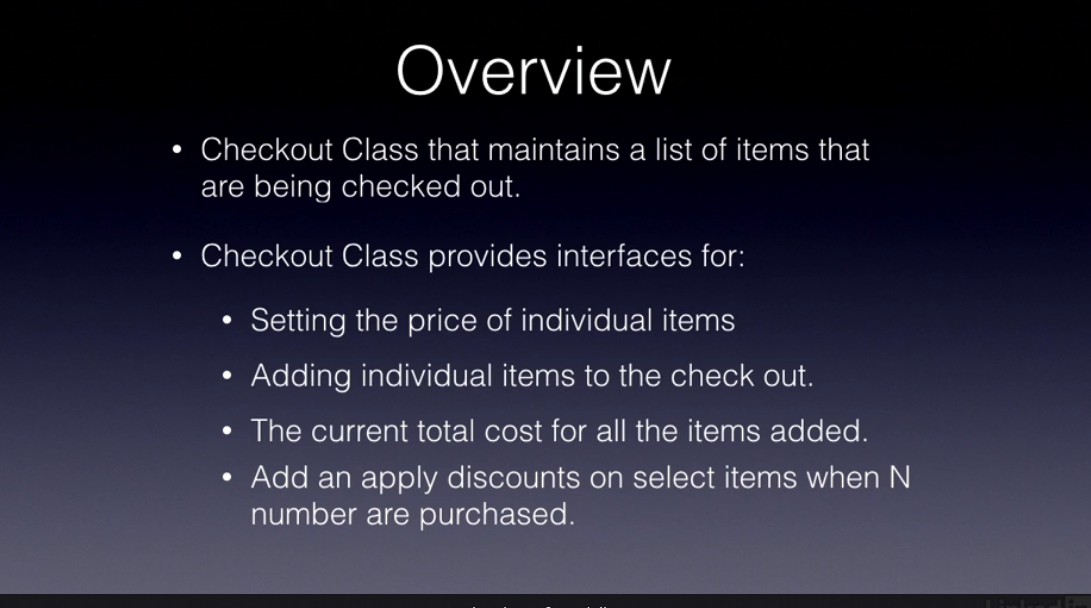 Overview
• Checkout Class that maintains a list of items that
are being checked out.
• Checkout Class provides interfaces for:
• Setting the price of individual items
• Adding individual items to the check out.
• The current total cost for all the items added.
• Add an apply discounts on select items when N
number are purchased.